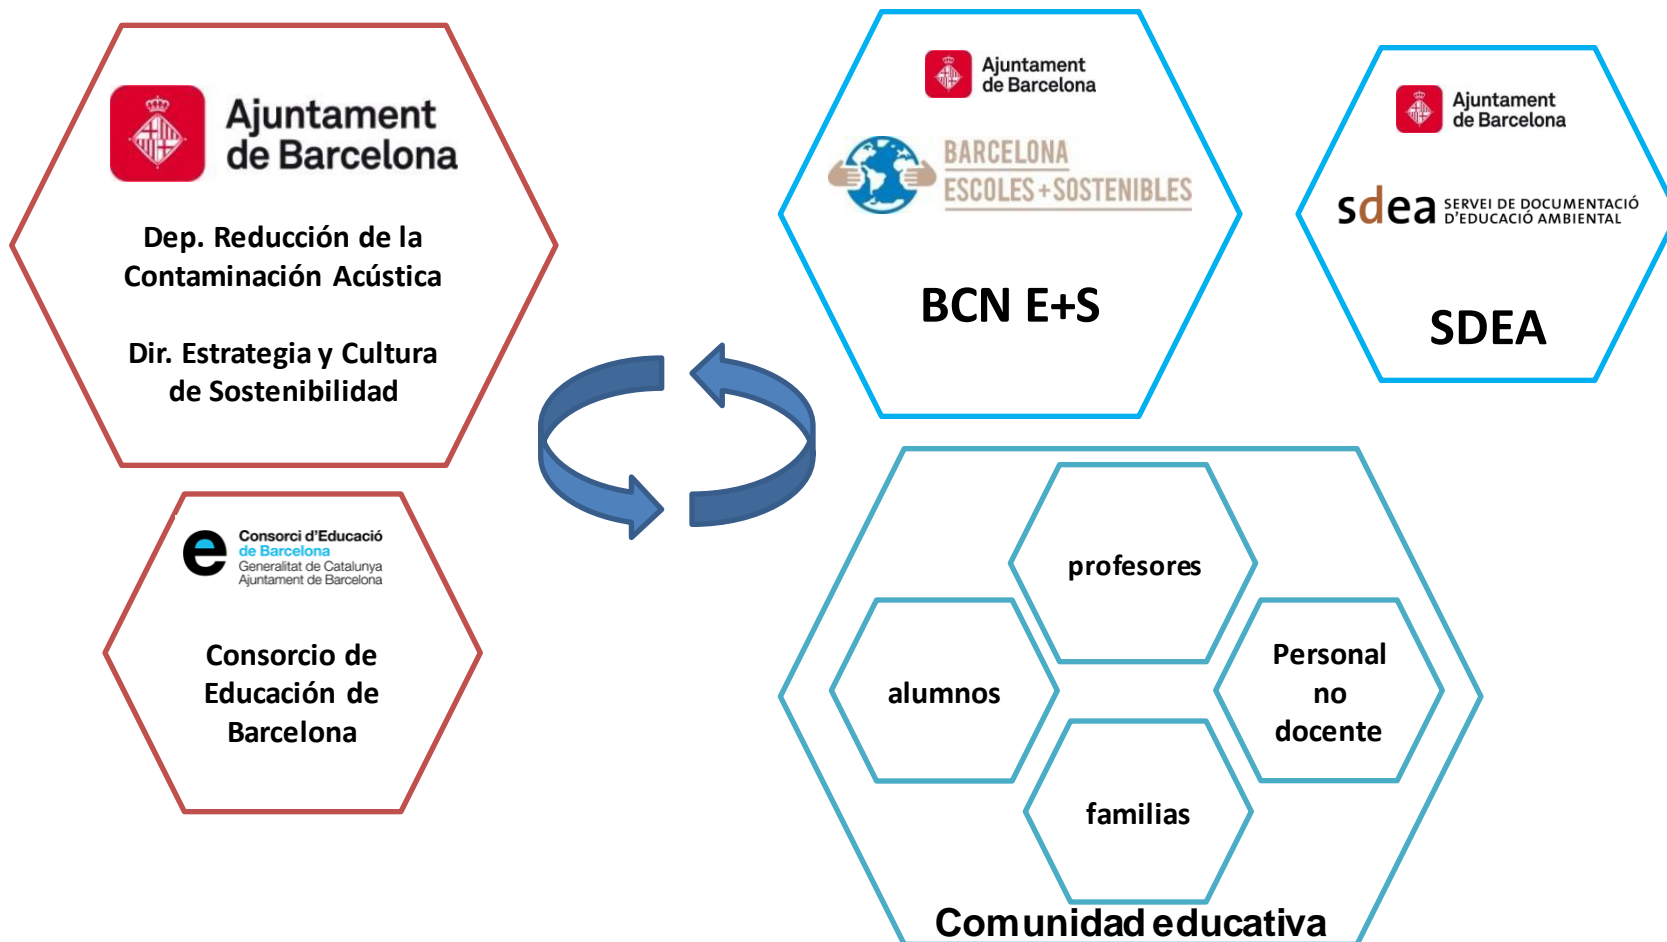 Ajuntament
de Barcelona
Dep. Reducción de la
Contaminación Acústica
Dir. Estrategia y Cultura
de Sostenibilidad
e Consorci d'Educació
de Barcelona
Generalitat de Catalunya
Ajuntament de Barcelona
Consorcio de
Educación de
Barcelona
Ajuntament
de Barcelona
BARCELONA
ESCOLES+SOSTENIBLES
BCN E+S
Ajuntament
de Barcelona
sdea SERVEI DE DOCUMENTACIÓ
D'EDUCACIÓ AMBIENTAL
SDEA
profesores
alumnos
Personal
no
docente
familias
Comunidad educativa